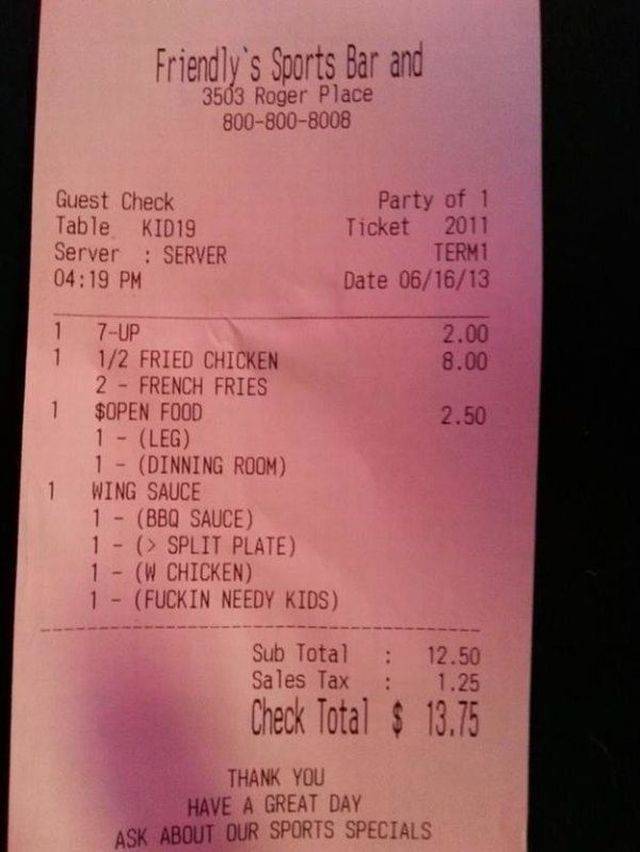 Friendly`s Sports Bar and
3503 Roger Place
800-800-8008
Guest Check Party of 1
Table KID19 Ticket 2011
Server : SERVER TERM1
04:19 PM Date 06/16/13
1 7-UP 2.00
1 1/2 FRIED CHICKEN 8.00
2 - FRENCH FRIES
1 $OPEN FOOD 2.50
1 - (LEG)
1 - (DINNING ROOM)
1 WING SAUCE
1 - (BBQ SAUCE)
1 - (> SPLIT PLATE)
1 - (W CHICKEN)
1 - (FUCKIN NEEDY KIDS)
Sub Total : 12.50
Sales Tax : 1.25
Check Total $ 13.75
THANK YOU
HAVE A GREAT DAY
ASK ABOUT OUR SPORTS SPECIALS